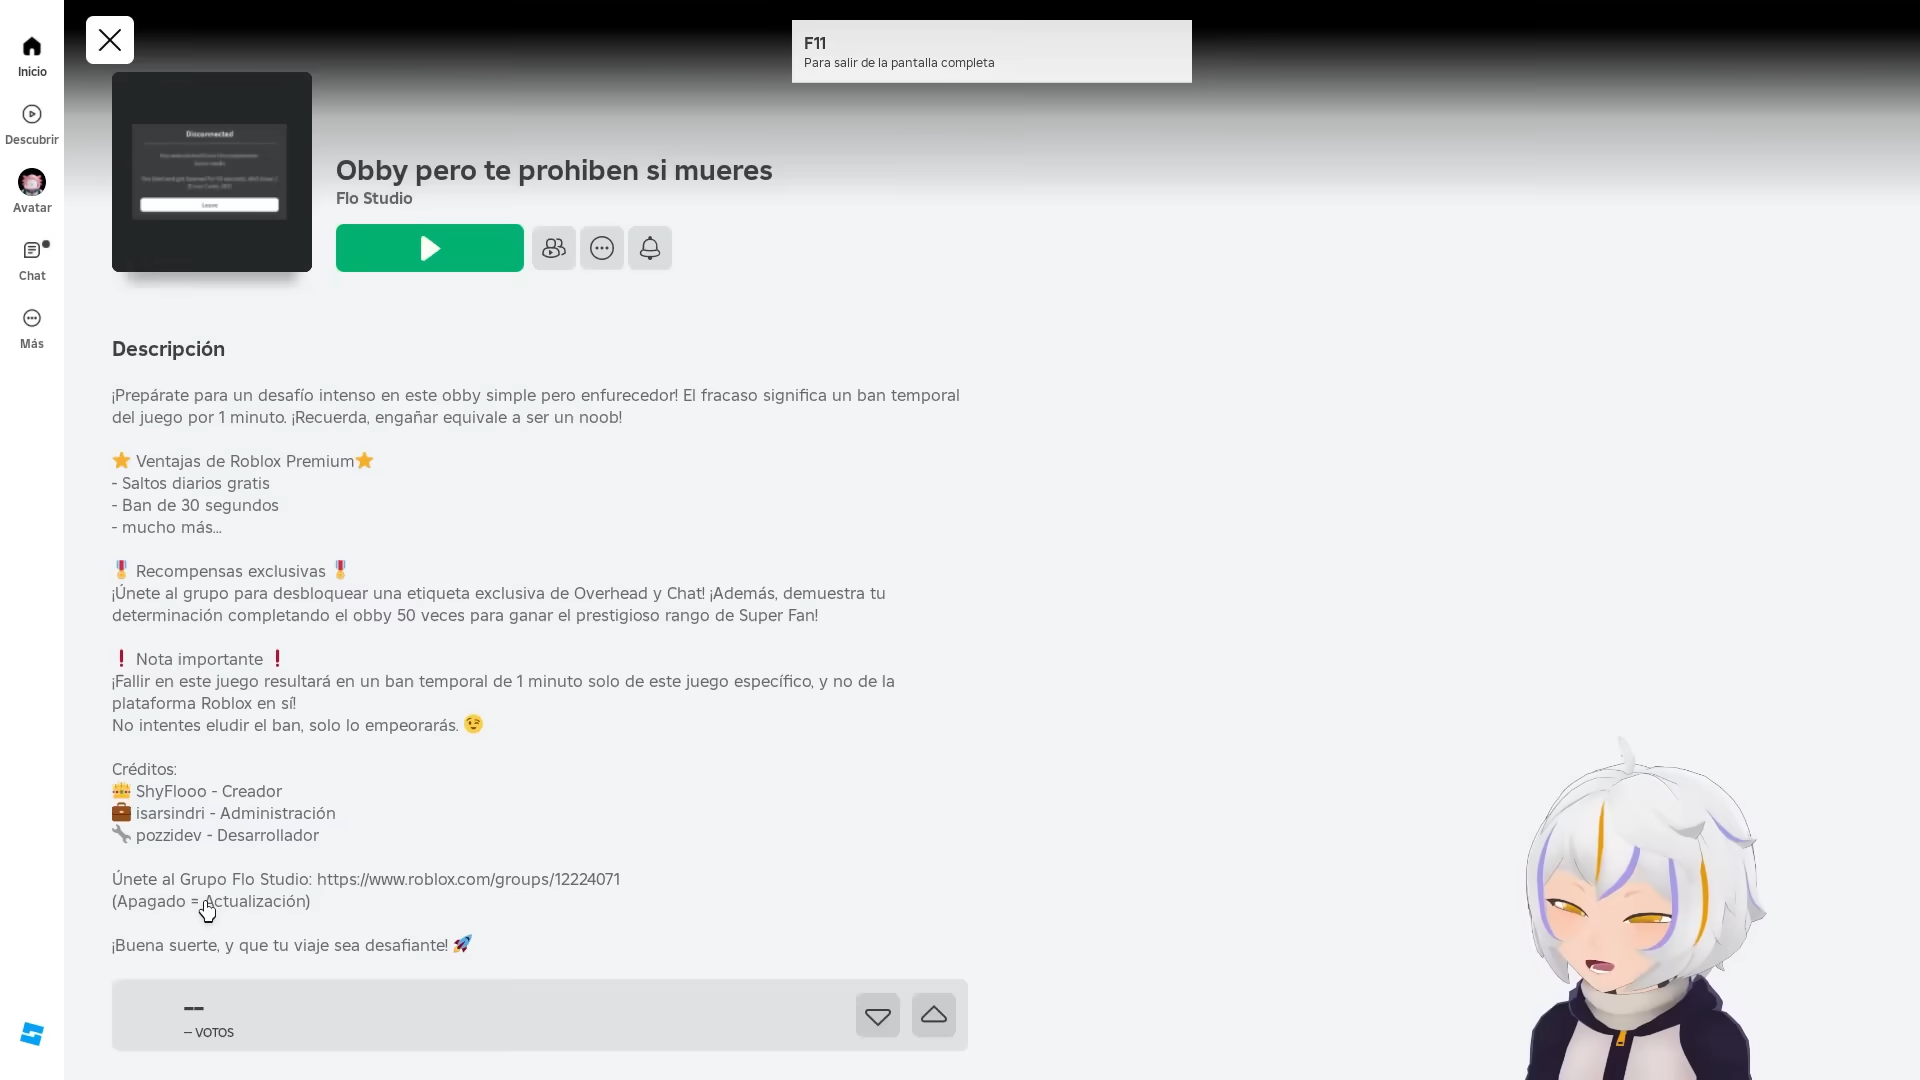 F11
Para salir de la pantalla completa
Inicio
Descubrir
Avatar
Chat
Más
Disconnected
Leave
Obby pero te prohiben si mueres
Flo Studio
Descripción
¡Prepárate para un desafío intenso en este obby simple pero enfurecedor! El fracaso significa un ban temporal
del juego por 1 minuto. ¡Recuerda, engañar equivale a ser un noob!
⭐ Ventajas de Roblox Premium⭐
- Saltos diarios gratis
- Ban de 30 segundos
- mucho más...
🎖️ Recompensas exclusivas 🎖️
¡Únete al grupo para desbloquear una etiqueta exclusiva de Overhead y Chat! ¡Además, demuestra tu
determinación completando el obby 50 veces para ganar el prestigioso rango de Super Fan!
❗ Nota importante ❗
¡Fallir en este juego resultará en un ban temporal de 1 minuto solo de este juego específico, y no de la
plataforma Roblox en sí!
No intentes eludir el ban, solo lo empeorarás. 😉
Créditos:
👑 ShyFlooo - Creador
💼 isarsindri - Administración
🔧 pozzidev - Desarrollador
Únete al Grupo Flo Studio: https://www.roblox.com/groups/12224071
(Apagado = Actualización)
¡Buena suerte, y que tu viaje sea desafiante! 🚀
--
-- VOTOS